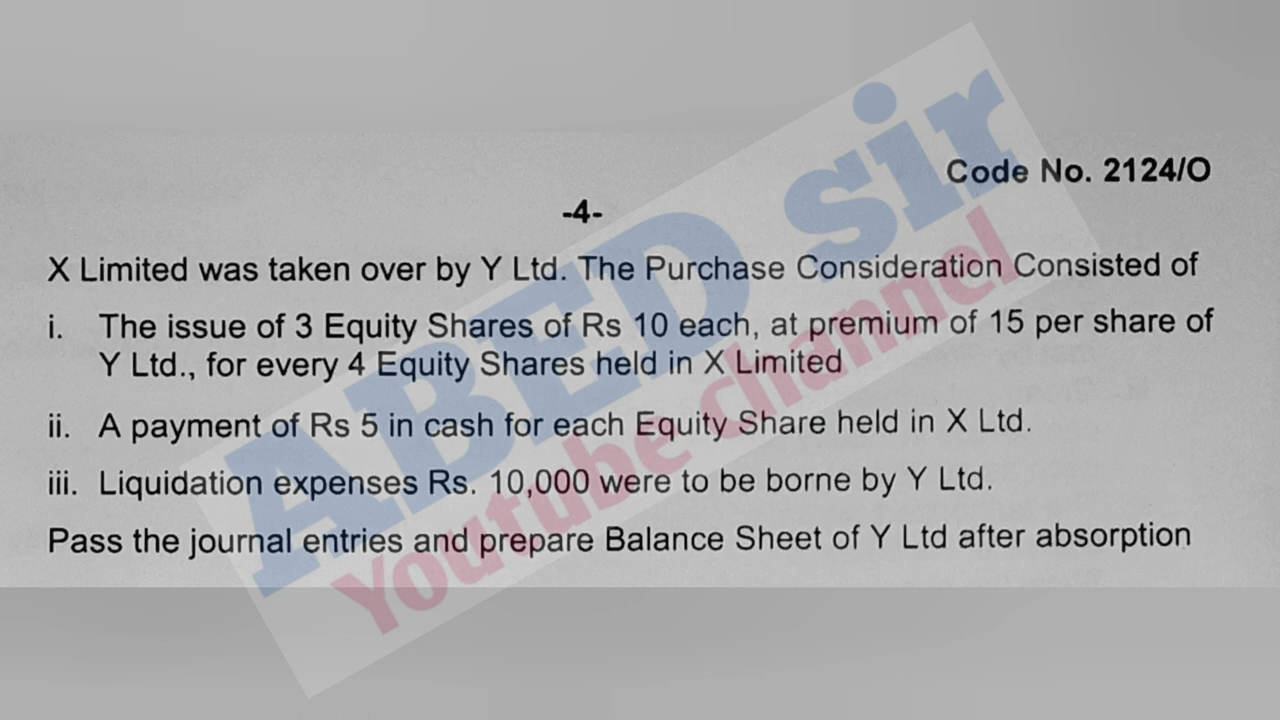 Code No. 2124/O
-4-
X Limited was taken over by Y Ltd. The Purchase Consideration Consisted of
i. The issue of 3 Equity Shares of Rs 10 each, at premium of 15 per share of
Y Ltd., for every 4 Equity Shares held in X Limited
ii. A payment of Rs 5 in cash for each Equity Share held in X Ltd.
iii. Liquidation expenses Rs. 10,000 were to be borne by Y Ltd.
Pass the journal entries and prepare Balance Sheet of Y Ltd after absorption
ABED sir
Youtube channel